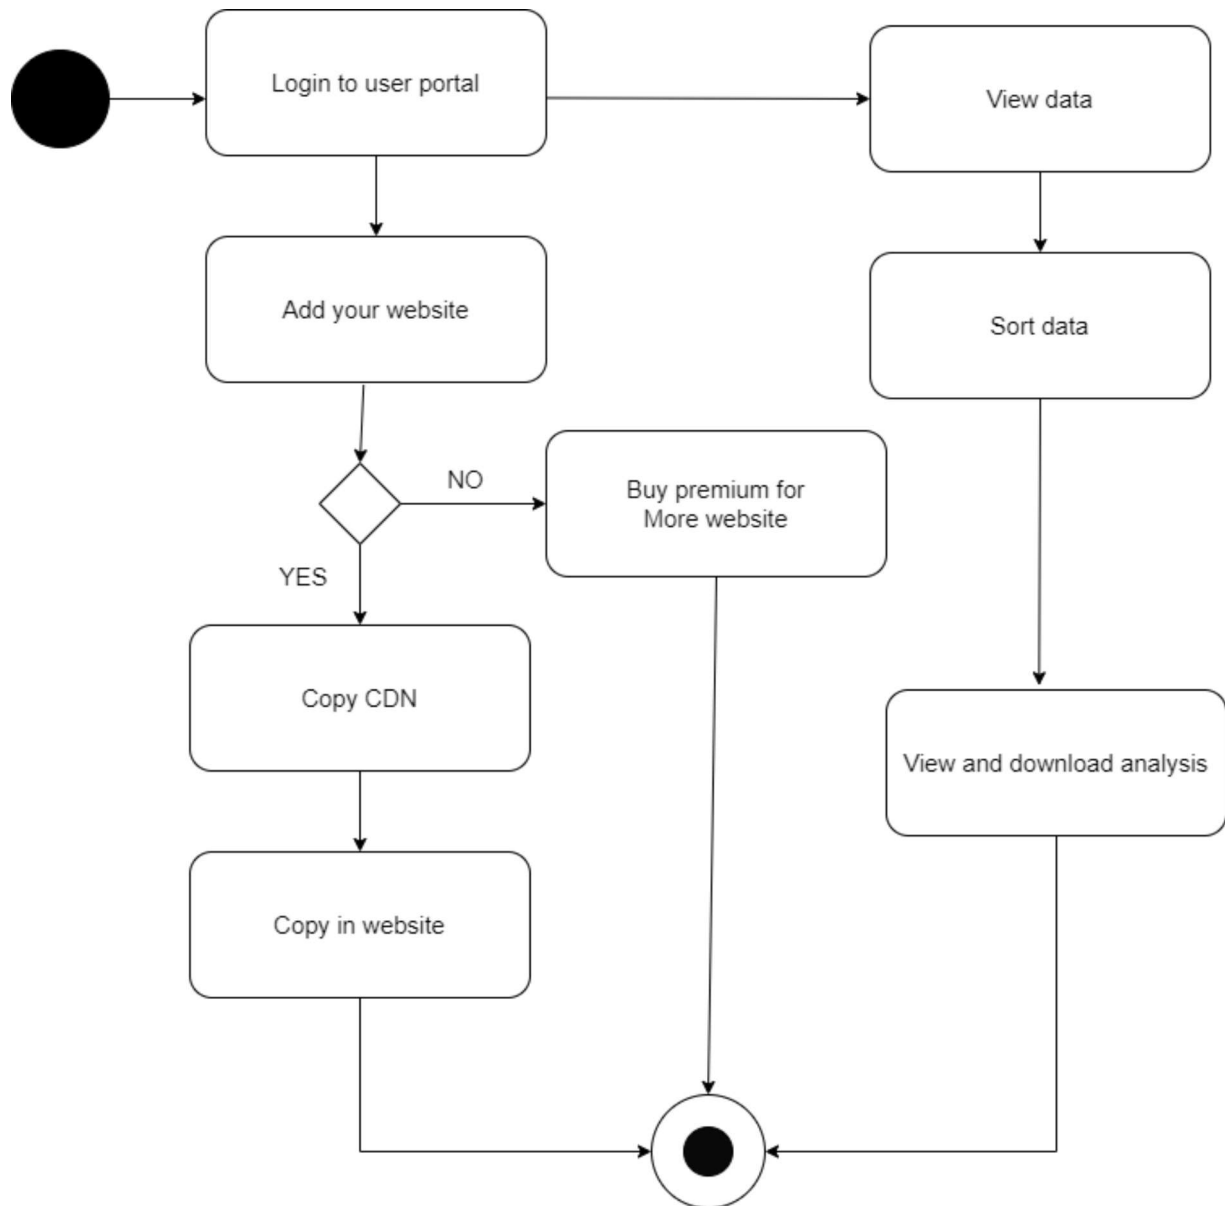 Login to user portal
View data
Add your website
Sort data
NO
Buy premium for
More website
YES
Copy CDN
View and download analysis
Copy in website